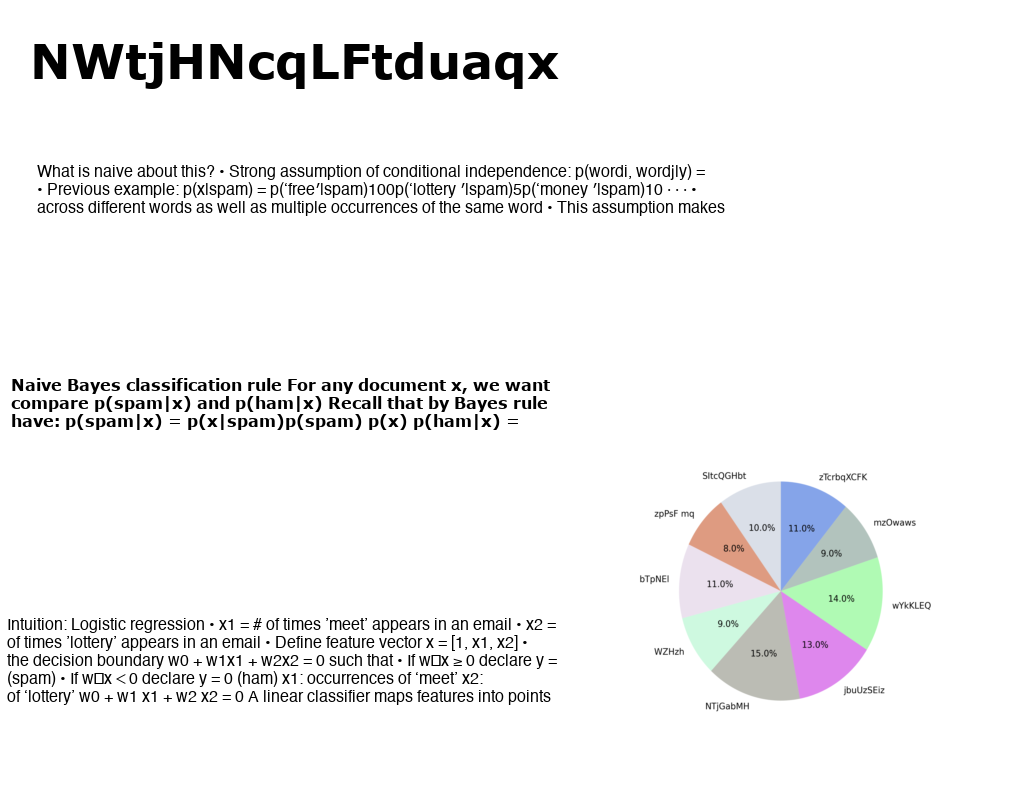 NWtjHNcqLFtduaqx
What is naive about this? • Strong assumption of conditional independence: p(wordi, wordj|y) =
• Previous example: p(x|spam) = p(‘free′|spam)100p(‘lottery ′|spam)5p(‘money ′|spam)10 · · · •
across different words as well as multiple occurrences of the same word • This assumption makes
Naive Bayes classification rule For any document x, we want
compare p(spam|x) and p(ham|x) Recall that by Bayes rule
have: p(spam|x) = p(x|spam)p(spam) p(x) p(ham|x) =
SltcQGHbt
zTcrbqXCFK
zpPsF mq
mzOwaws
10.0%
11.0%
8.0%
9.0%
bTpNEl
11.0%
14.0%
wYkKLEQ
9.0%
13.0%
WZHzh
15.0%
jbuUzSEiz
NTjGabMH
Intuition: Logistic regression • x1 = # of times ’meet’ appears in an email • x2 =
of times ’lottery’ appears in an email • Define feature vector x = [1, x1, x2] •
the decision boundary w0 + w1x1 + w2x2 = 0 such that • If w□x ≥ 0 declare y =
(spam) • If w□x < 0 declare y = 0 (ham) x1: occurrences of ‘meet’ x2:
of ‘lottery’ w0 + w1 x1 + w2 x2 = 0 A linear classifier maps features into points